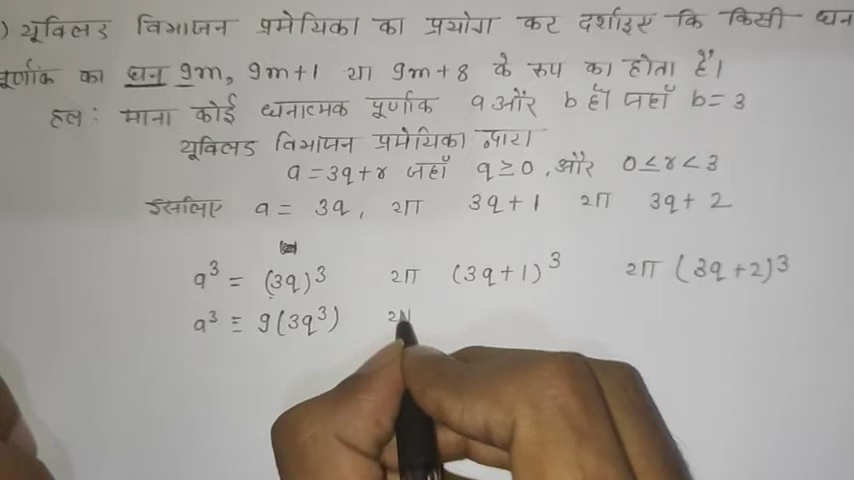 ) यूक्लिड विभाजन प्रमेयिका का प्रयोग कर दर्शाइए कि किसी धन
पूर्णांक का घन 9m, 9m+1 या 9m+8 के रूप का होता है।
हल: माना कोई धनात्मक पूर्णांक a और b हैं जहाँ b = 3
यूक्लिड विभाजन प्रमेयिका द्वारा
a = 3q+r जहाँ q ≥ 0, और 0 ≤ r < 3
इसलिए a = 3q, या 3q+1 या 3q+2
a³ = (3q)³ या (3q+1)³ या (3q+2)³
a³ = 9(3q³) या